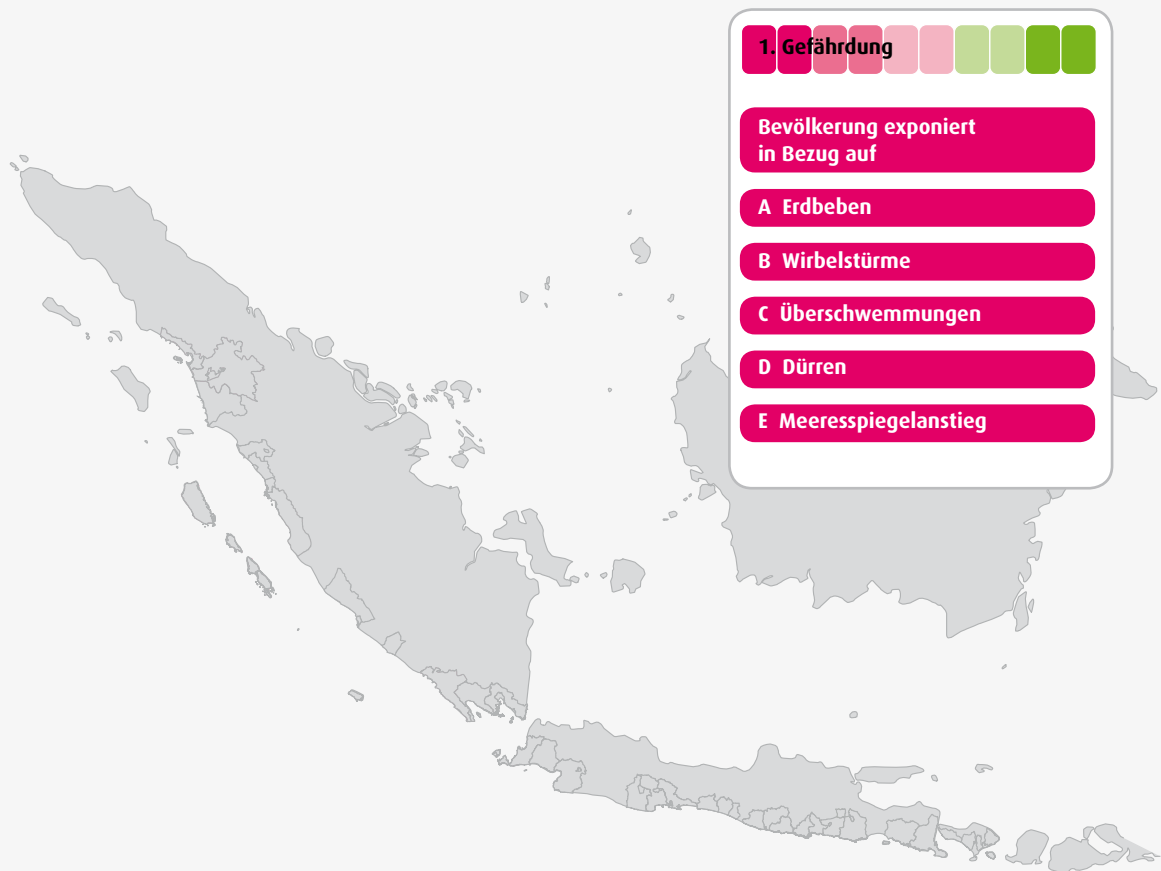 1. Gefährdung
Bevölkerung exponiert
in Bezug auf
A Erdbeben
B Wirbelstürme
C Überschwemmungen
D Dürren
E Meeresspiegelanstieg